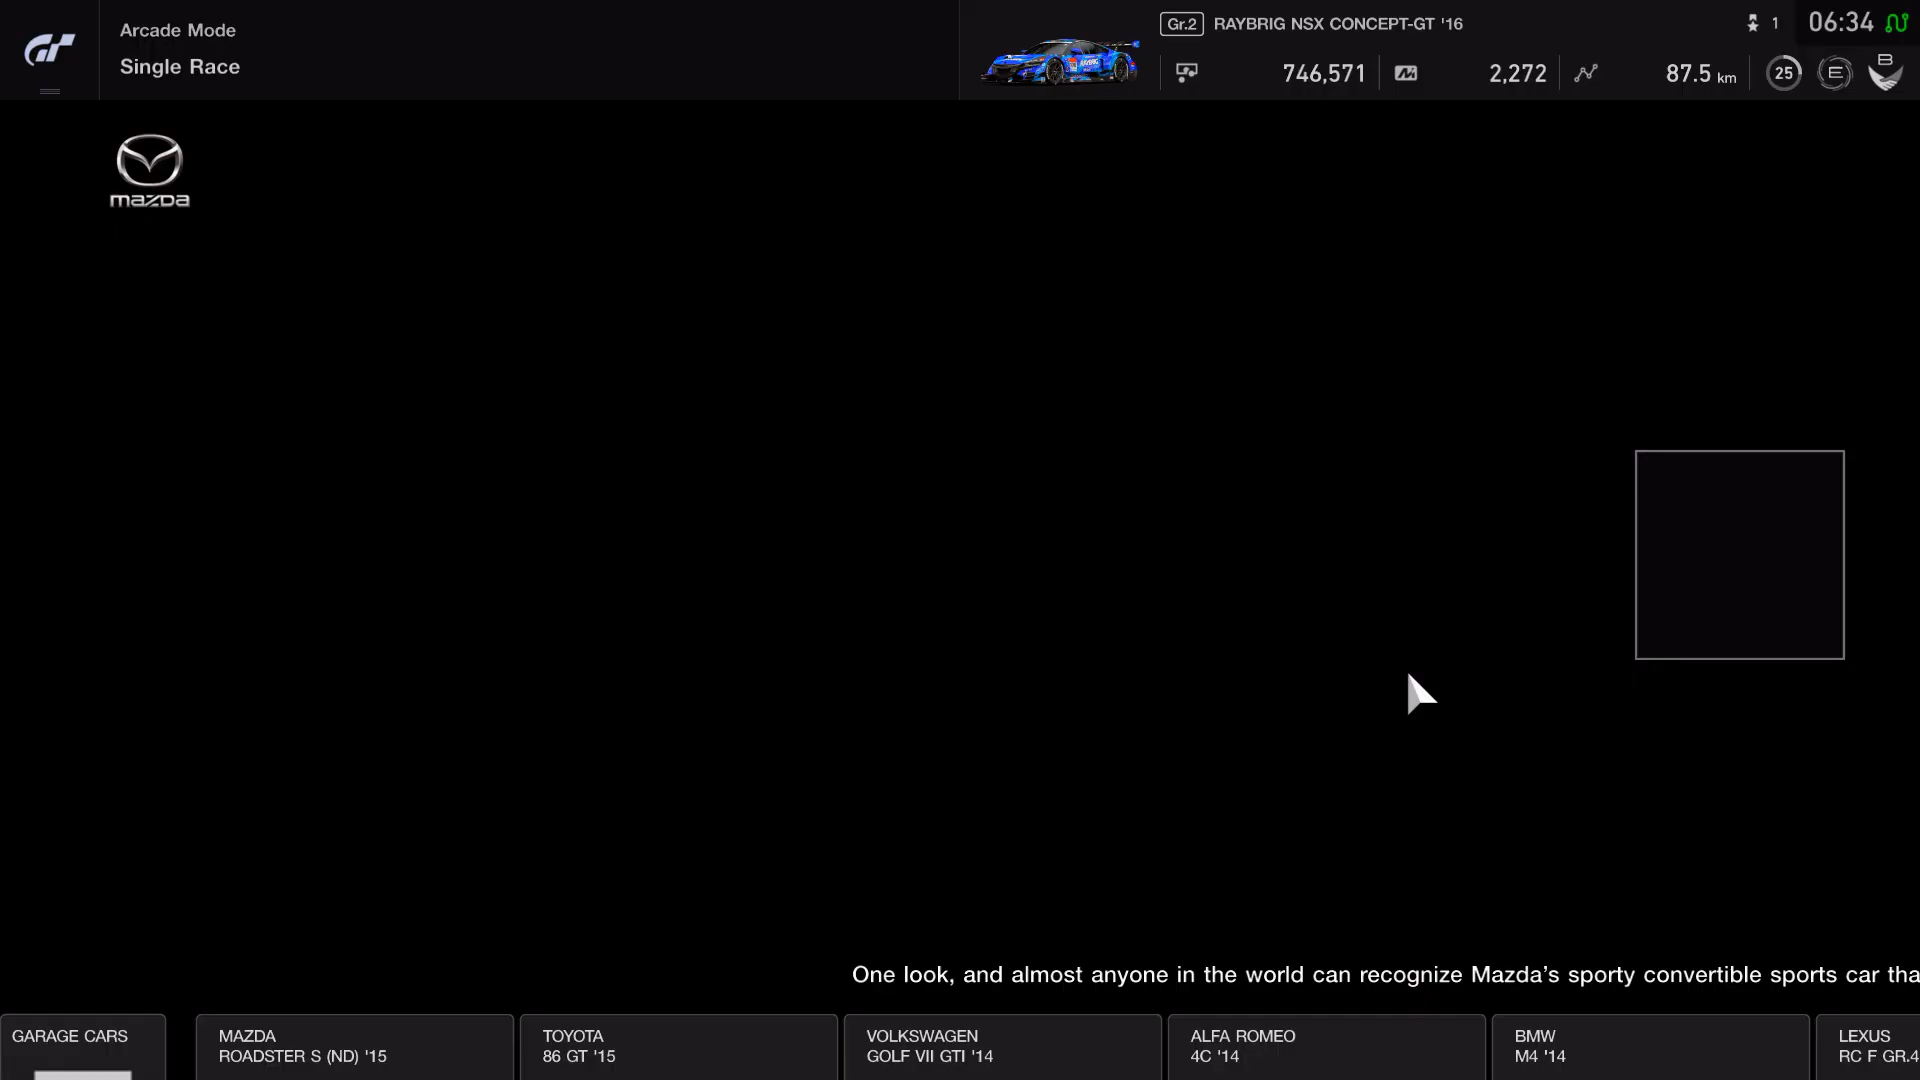 Arcade Mode
Single Race
Gr.2 RAYBRIG NSX CONCEPT-GT '16
1
06:34
746,571
2,272
87.5 km
25
E
B
mazda
One look, and almost anyone in the world can recognize Mazda's sporty convertible sports car tha
GARAGE CARS
MAZDA
ROADSTER S (ND) '15
TOYOTA
86 GT '15
VOLKSWAGEN
GOLF VII GTI '14
ALFA ROMEO
4C '14
BMW
M4 '14
LEXUS
RC F GR.4